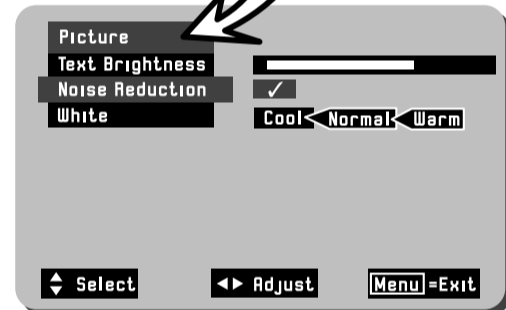 Picture
Text Brightness
Noise Reduction ✓
White Cool Normal Warm
Select Adjust Menu =Exit